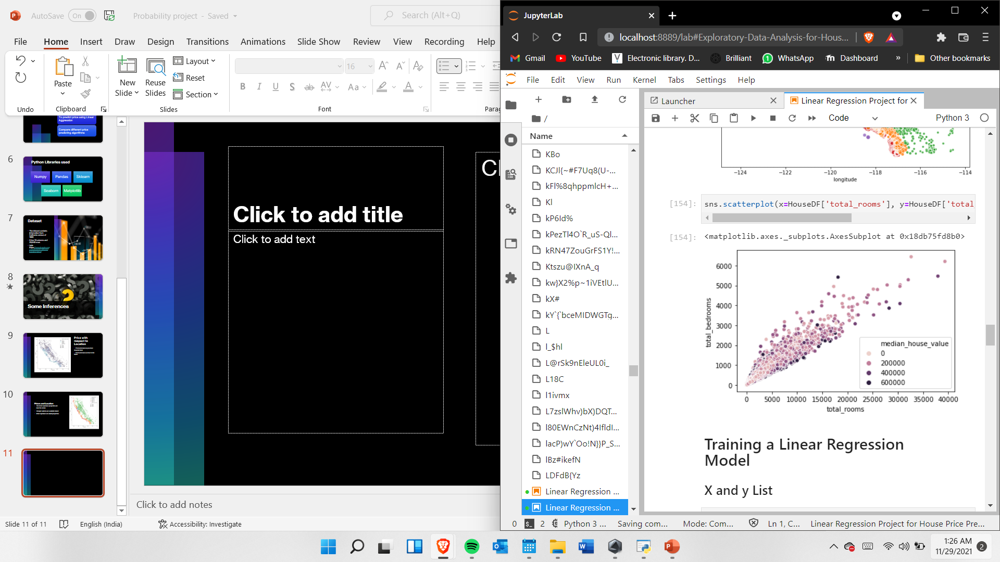 AutoSave On Probability project - Saved Search (Alt+Q)
File Home Insert Draw Design Transitions Animations Slide Show Review View Recording Help
Paste
New Slide
Reuse Slides
Layout
Reset
Section
16
B I U S ab AV Aa A
Undo Clipboard Slides Font
To predict price using Linear
Compare different price predicting algorithms
6
Python Libraries used
Numpy Pandas Sklearn
Seaborn Matplotlib
7
Dataset
8
Some Inferences
9
Price with respect to Location
10
Prices and Location
11
Click to add title
Click to add text
Click to add notes
Slide 11 of 11 English (India) Accessibility: Investigate
JupyterLab
localhost:8889/lab#Exploratory-Data-Analysis-for-Hous...
Gmail YouTube Electronic library. D... Brilliant WhatsApp Dashboard » Other bookmarks
File Edit View Run Kernel Tabs Settings Help
/
Name
KBo
KCJl{~#F7Uq8(U-...
kFl%8qhppmlcH+...
Kl
kP6Id%
kPezTl4O`R_uS-Ql...
kRN47ZouGrFS1Y!...
Ktszu@IXnA_q
kw}X2%p~1iVEtlU...
kX#
kY`{`bceMIDWGTg...
L
l_$hl
L@rSk9nEleUL0i_
L18C
l1ivmx
L7zslWhv)bX)DQT...
l80EWnCzNt)4IfldI...
lacP)wY`Oo!N}}P_S...
lBz#ikefN
LDFdB{Yz
Linear Regression ...
Linear Regression ...
Launcher
Linear Regression Project for
Code Python 3
−124 −122 −120 −118 −116 −114
longitude
[154]: sns.scatterplot(x=HouseDF['total_rooms'], y=HouseDF['total
[154]: <matplotlib.axes._subplots.AxesSubplot at 0x18db75fd8b0>
6000
5000
4000
3000
2000
1000
0
total_bedrooms
median_house_value
0
200000
400000
600000
0 5000 10000 15000 20000 25000 30000 35000 40000
total_rooms
Training a Linear Regression
Model
X and y List
0 2 Python 3 ... Saving com... Mode: Com... Ln 1, C... Linear Regression Project for House Price Pre...
1:26 AM
11/29/2021 2